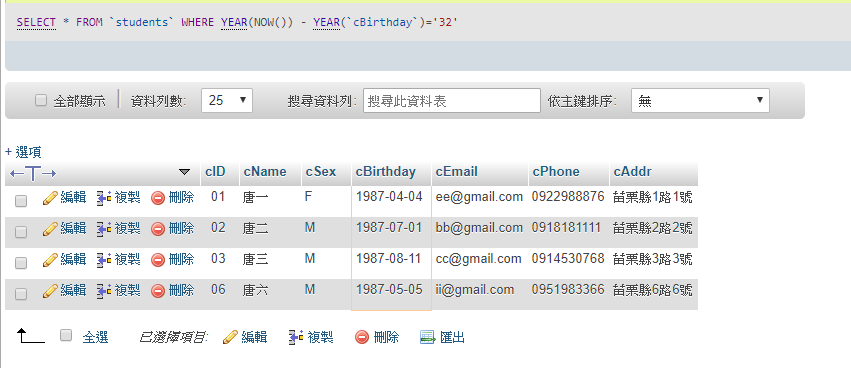 SELECT * FROM `students` WHERE YEAR(NOW()) - YEAR(`cBirthday`)='32'
全部顯示 資料列數: 25 搜尋資料列: 搜尋此資料表 依主鍵排序: 無
+ 選項
←T→ cID cName cSex cBirthday cEmail cPhone cAddr
編輯 複製 刪除 01 唐一 F 1987-04-04 ee@gmail.com 0922988876 苗栗縣1路1號
編輯 複製 刪除 02 唐二 M 1987-07-01 bb@gmail.com 0918181111 苗栗縣2路2號
編輯 複製 刪除 03 唐三 M 1987-08-11 cc@gmail.com 0914530768 苗栗縣3路3號
編輯 複製 刪除 06 唐六 M 1987-05-05 ii@gmail.com 0951983366 苗栗縣6路6號
全選 已選擇項目: 編輯 複製 刪除 匯出